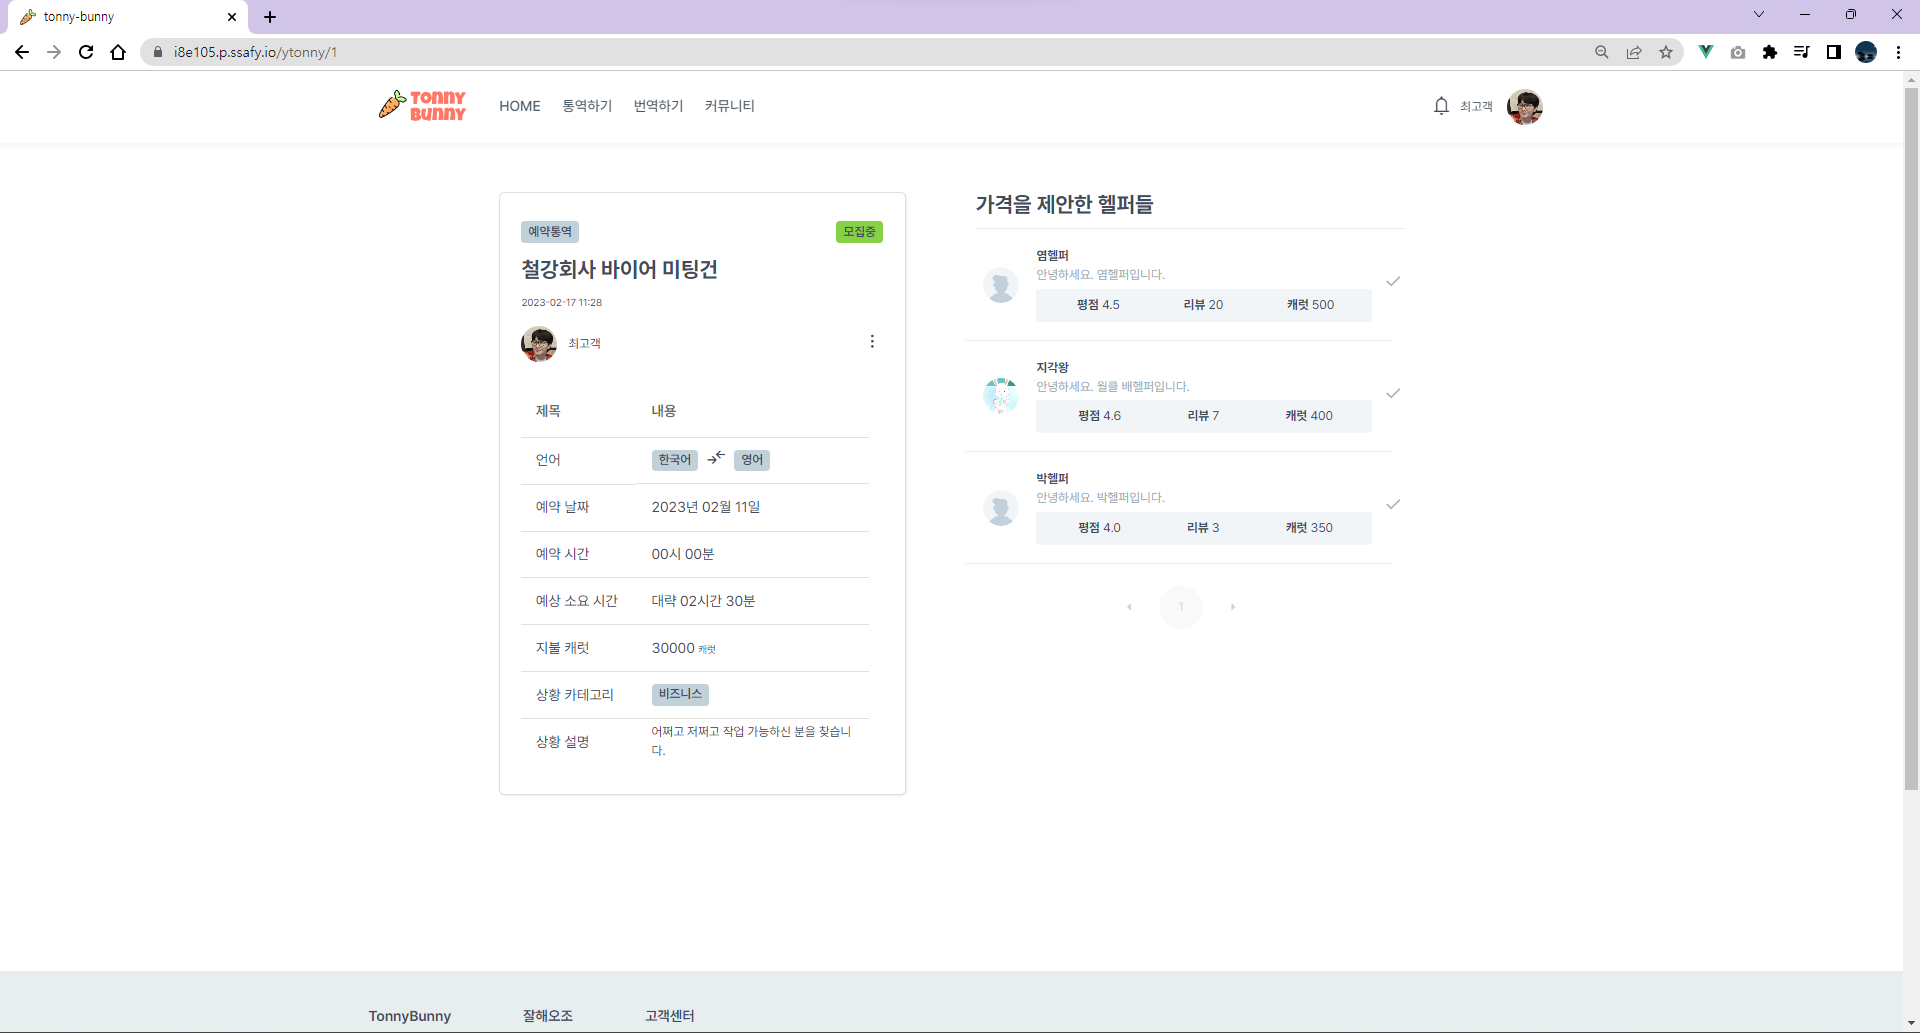 tonny-bunny
i8e105.p.ssafy.io/ytonny/1
TONNY
BUNNY
HOME 통역하기 번역하기 커뮤니티
최고객
예약통역 모집중
철강회사 바이어 미팅건
2023-02-17 11:28
최고객
제목 내용
언어 한국어 영어
예약 날짜 2023년 02월 11일
예약 시간 00시 00분
예상 소요 시간 대략 02시간 30분
지불 캐럿 30000 캐럿
상황 카테고리 비즈니스
상황 설명 어쩌고 저쩌고 작업 가능하신 분을 찾습니
다.
가격을 제안한 헬퍼들
염헬퍼
안녕하세요. 염헬퍼입니다.
평점 4.5 리뷰 20 캐럿 500
지각왕
안녕하세요. 월클 배헬퍼입니다.
평점 4.6 리뷰 7 캐럿 400
박헬퍼
안녕하세요. 박헬퍼입니다.
평점 4.0 리뷰 3 캐럿 350
1
TonnyBunny 잘해오조 고객센터